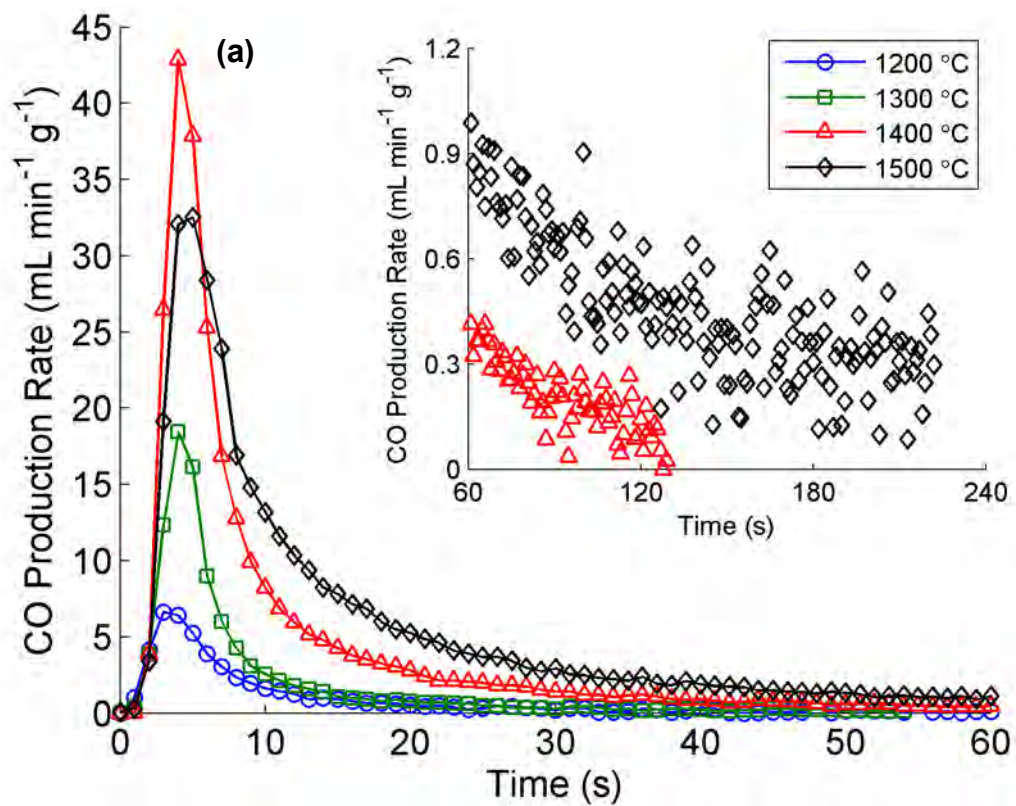 (a)
CO Production Rate (mL min⁻¹ g⁻¹)
45
40
35
30
25
20
15
10
5
0
0 10 20 30 40 50 60
Time (s)
CO Production Rate (mL min⁻¹ g⁻¹)
1.2
0.9
0.6
0.3
0
60 120 180 240
Time (s)
1200 °C
1300 °C
1400 °C
1500 °C